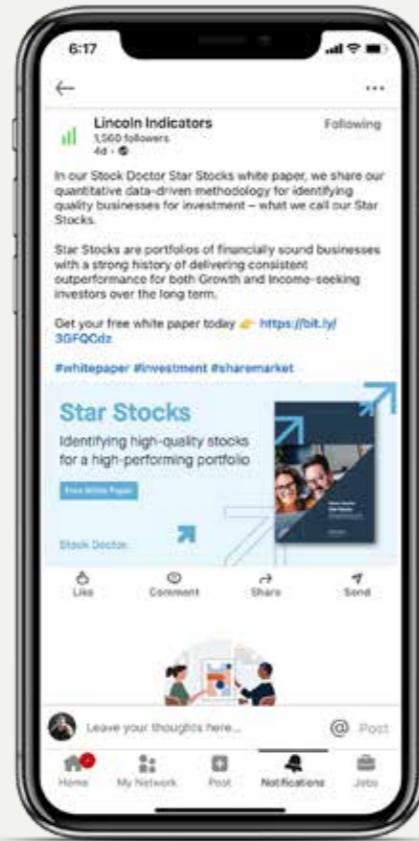 6:17
Lincoln Indicators
Following
1,560 followers
4d •
In our Stock Doctor Star Stocks white paper, we share our
quantitative data-driven methodology for identifying
quality businesses for investment – what we call our Star
Stocks.
Star Stocks are portfolios of financially sound businesses
with a strong history of delivering consistent
outperformance for both Growth and Income-seeking
investors over the long term.
Get your free white paper today 👉 https://bit.ly/
3GFQCdz
#whitepaper #investment #sharemarket
Star Stocks
Identifying high-quality stocks
for a high-performing portfolio
Free White Paper
Stock Doctor.
Like
Comment
Share
Send
Leave your thoughts here...
@ Post
Home
My Network
Post
Notifications
Jobs